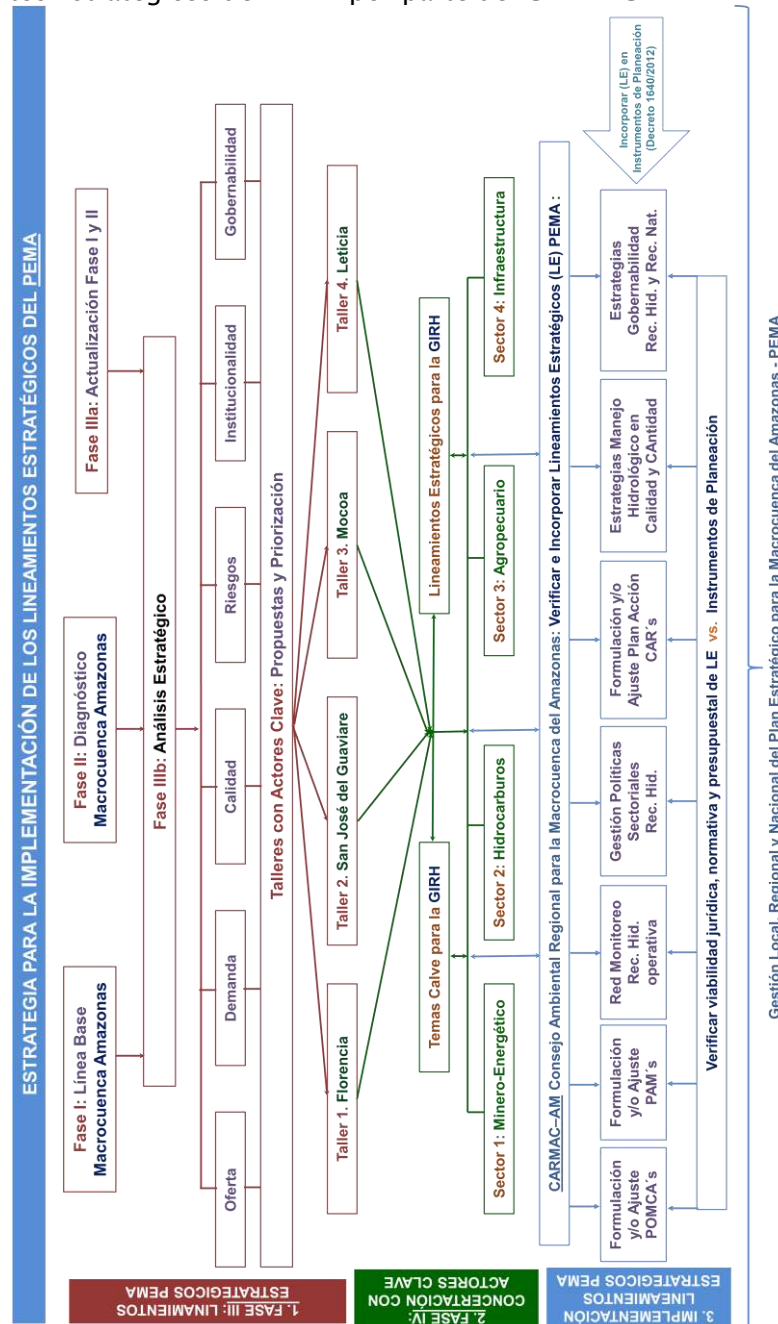 ESTRATEGIA PARA LA IMPLEMENTACIÓN DE LOS LINEAMIENTOS ESTRATÉGICOS DEL PEMA
1. FASE III: LINAMIENTOS
ESTRATEGICOS PEMA
Fase I: Línea Base
Macrocuenca Amazonas
Fase II: Diagnóstico
Macrocuenca Amazonas
Fase IIIa: Actualización Fase I y II
Fase IIIb: Análisis Estratégico
Oferta
Demanda
Calidad
Riesgos
Institucionalidad
Gobernabilidad
Talleres con Actores Clave: Propuestas y Priorización
Taller 1. Florencia
Taller 2. San José del Guaviare
Taller 3. Mocoa
Taller 4. Leticia
2. FASE IV:
CONCERTACIÓN CON
ACTORES CLAVE
Temas Calve para la GIRH
Lineamientos Estratégicos para la GIRH
Sector 1: Minero-Energético
Sector 2: Hidrocarburos
Sector 3: Agropecuario
Sector 4: Infraestructura
3. IMPLEMENTACIÓN
LINEAMIENTOS
ESTRATEGICOS PEMA
CARMAC–AM Consejo Ambiental Regional para la Macrocuenca del Amazonas: Verificar e Incorporar Lineamientos Estratégicos (LE) PEMA :
Formulación
y/o Ajuste
POMCA´s
Formulación
y/o Ajuste
PAM´s
Red Monitoreo
Rec. Hid.
operativa
Gestión Políticas
Sectoriales
Rec. Hid.
Formulación y/o
Ajuste Plan Acción
CAR´s
Estrategias Manejo
Hidrológico en
Calidad y CAntidad
Estrategias
Gobernabilidad
Rec. Hid. y Rec. Nat.
Incorporar (LE) en
Instrumentos de Planeación
(Decreto 1640/2012)
Verificar viabilidad jurídica, normativa y presupuestal de LE vs. Instrumentos de Planeación
Gestión Local, Regional y Nacional del Plan Estratégico para la Macrocuenca del Amazonas - PEMA